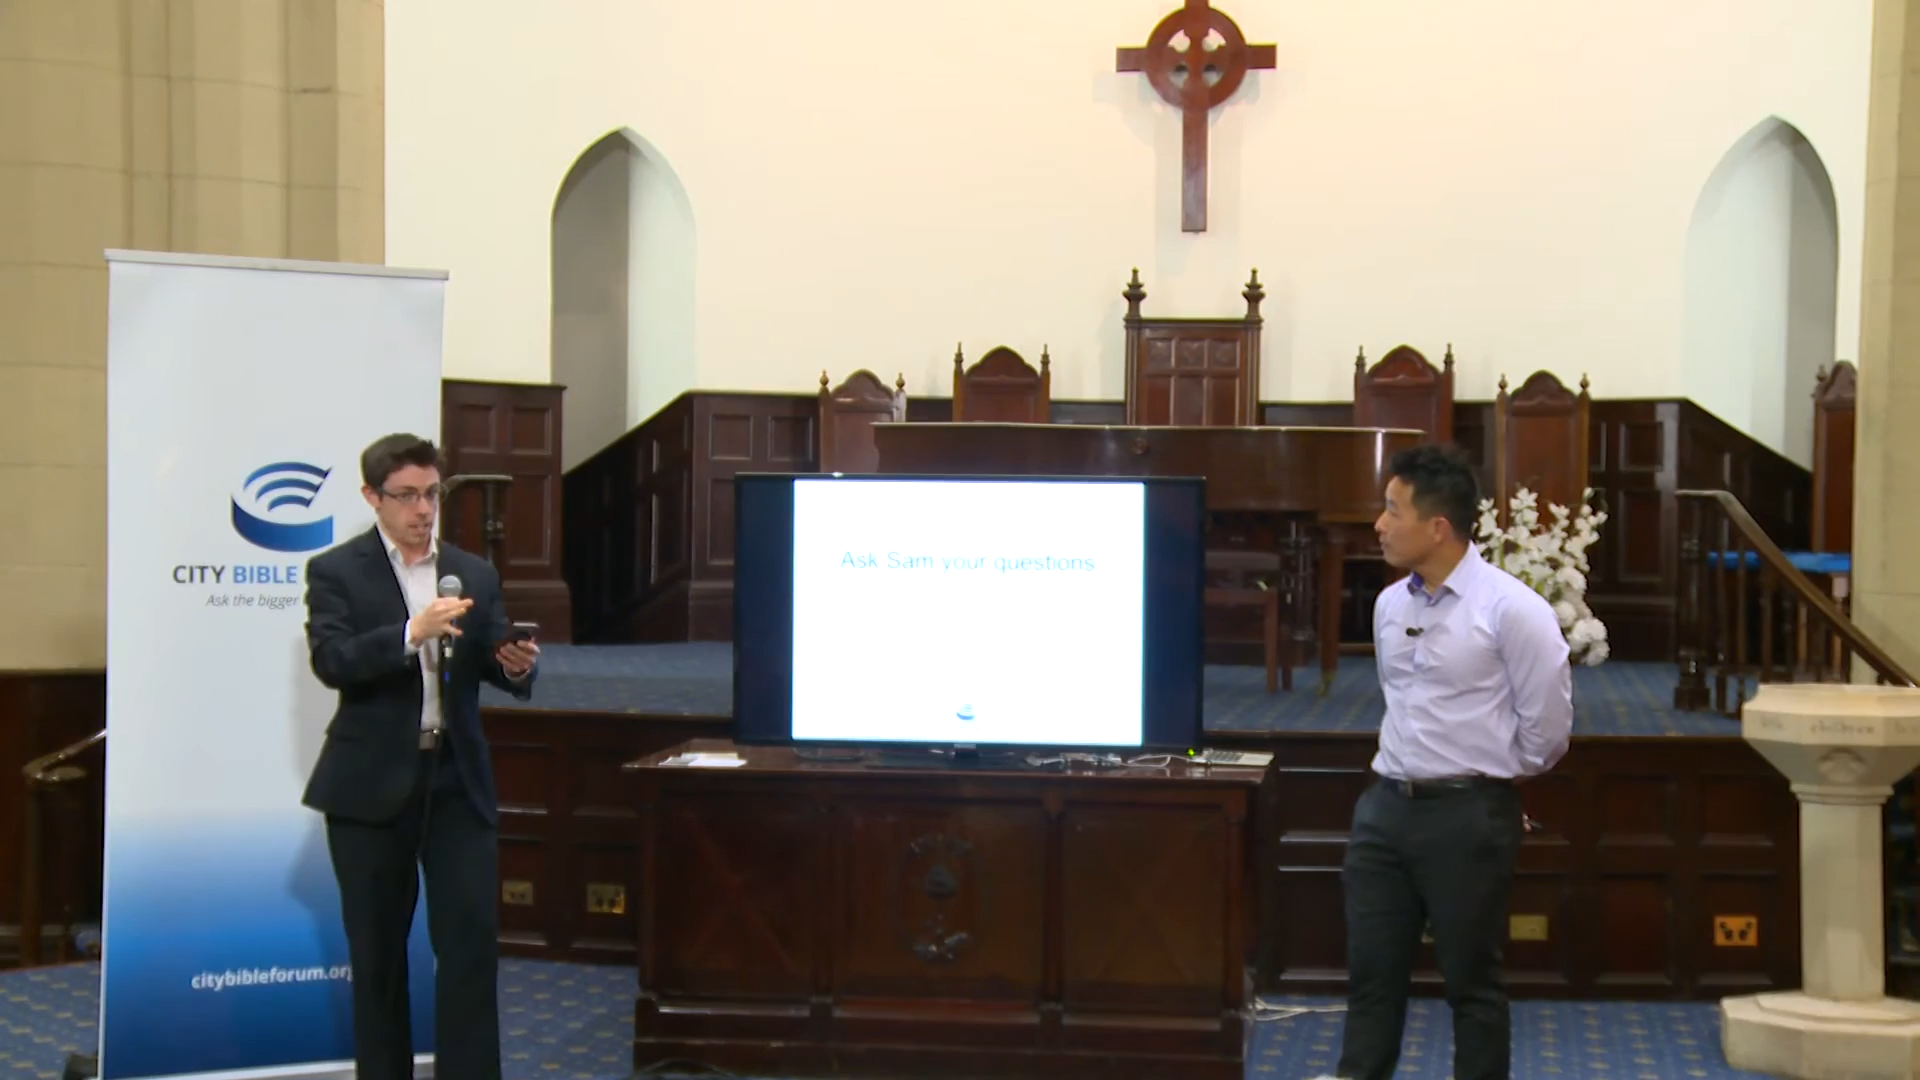 CITY BIBLE
Ask the bigger
citybibleforum.org
Ask Sam your questions